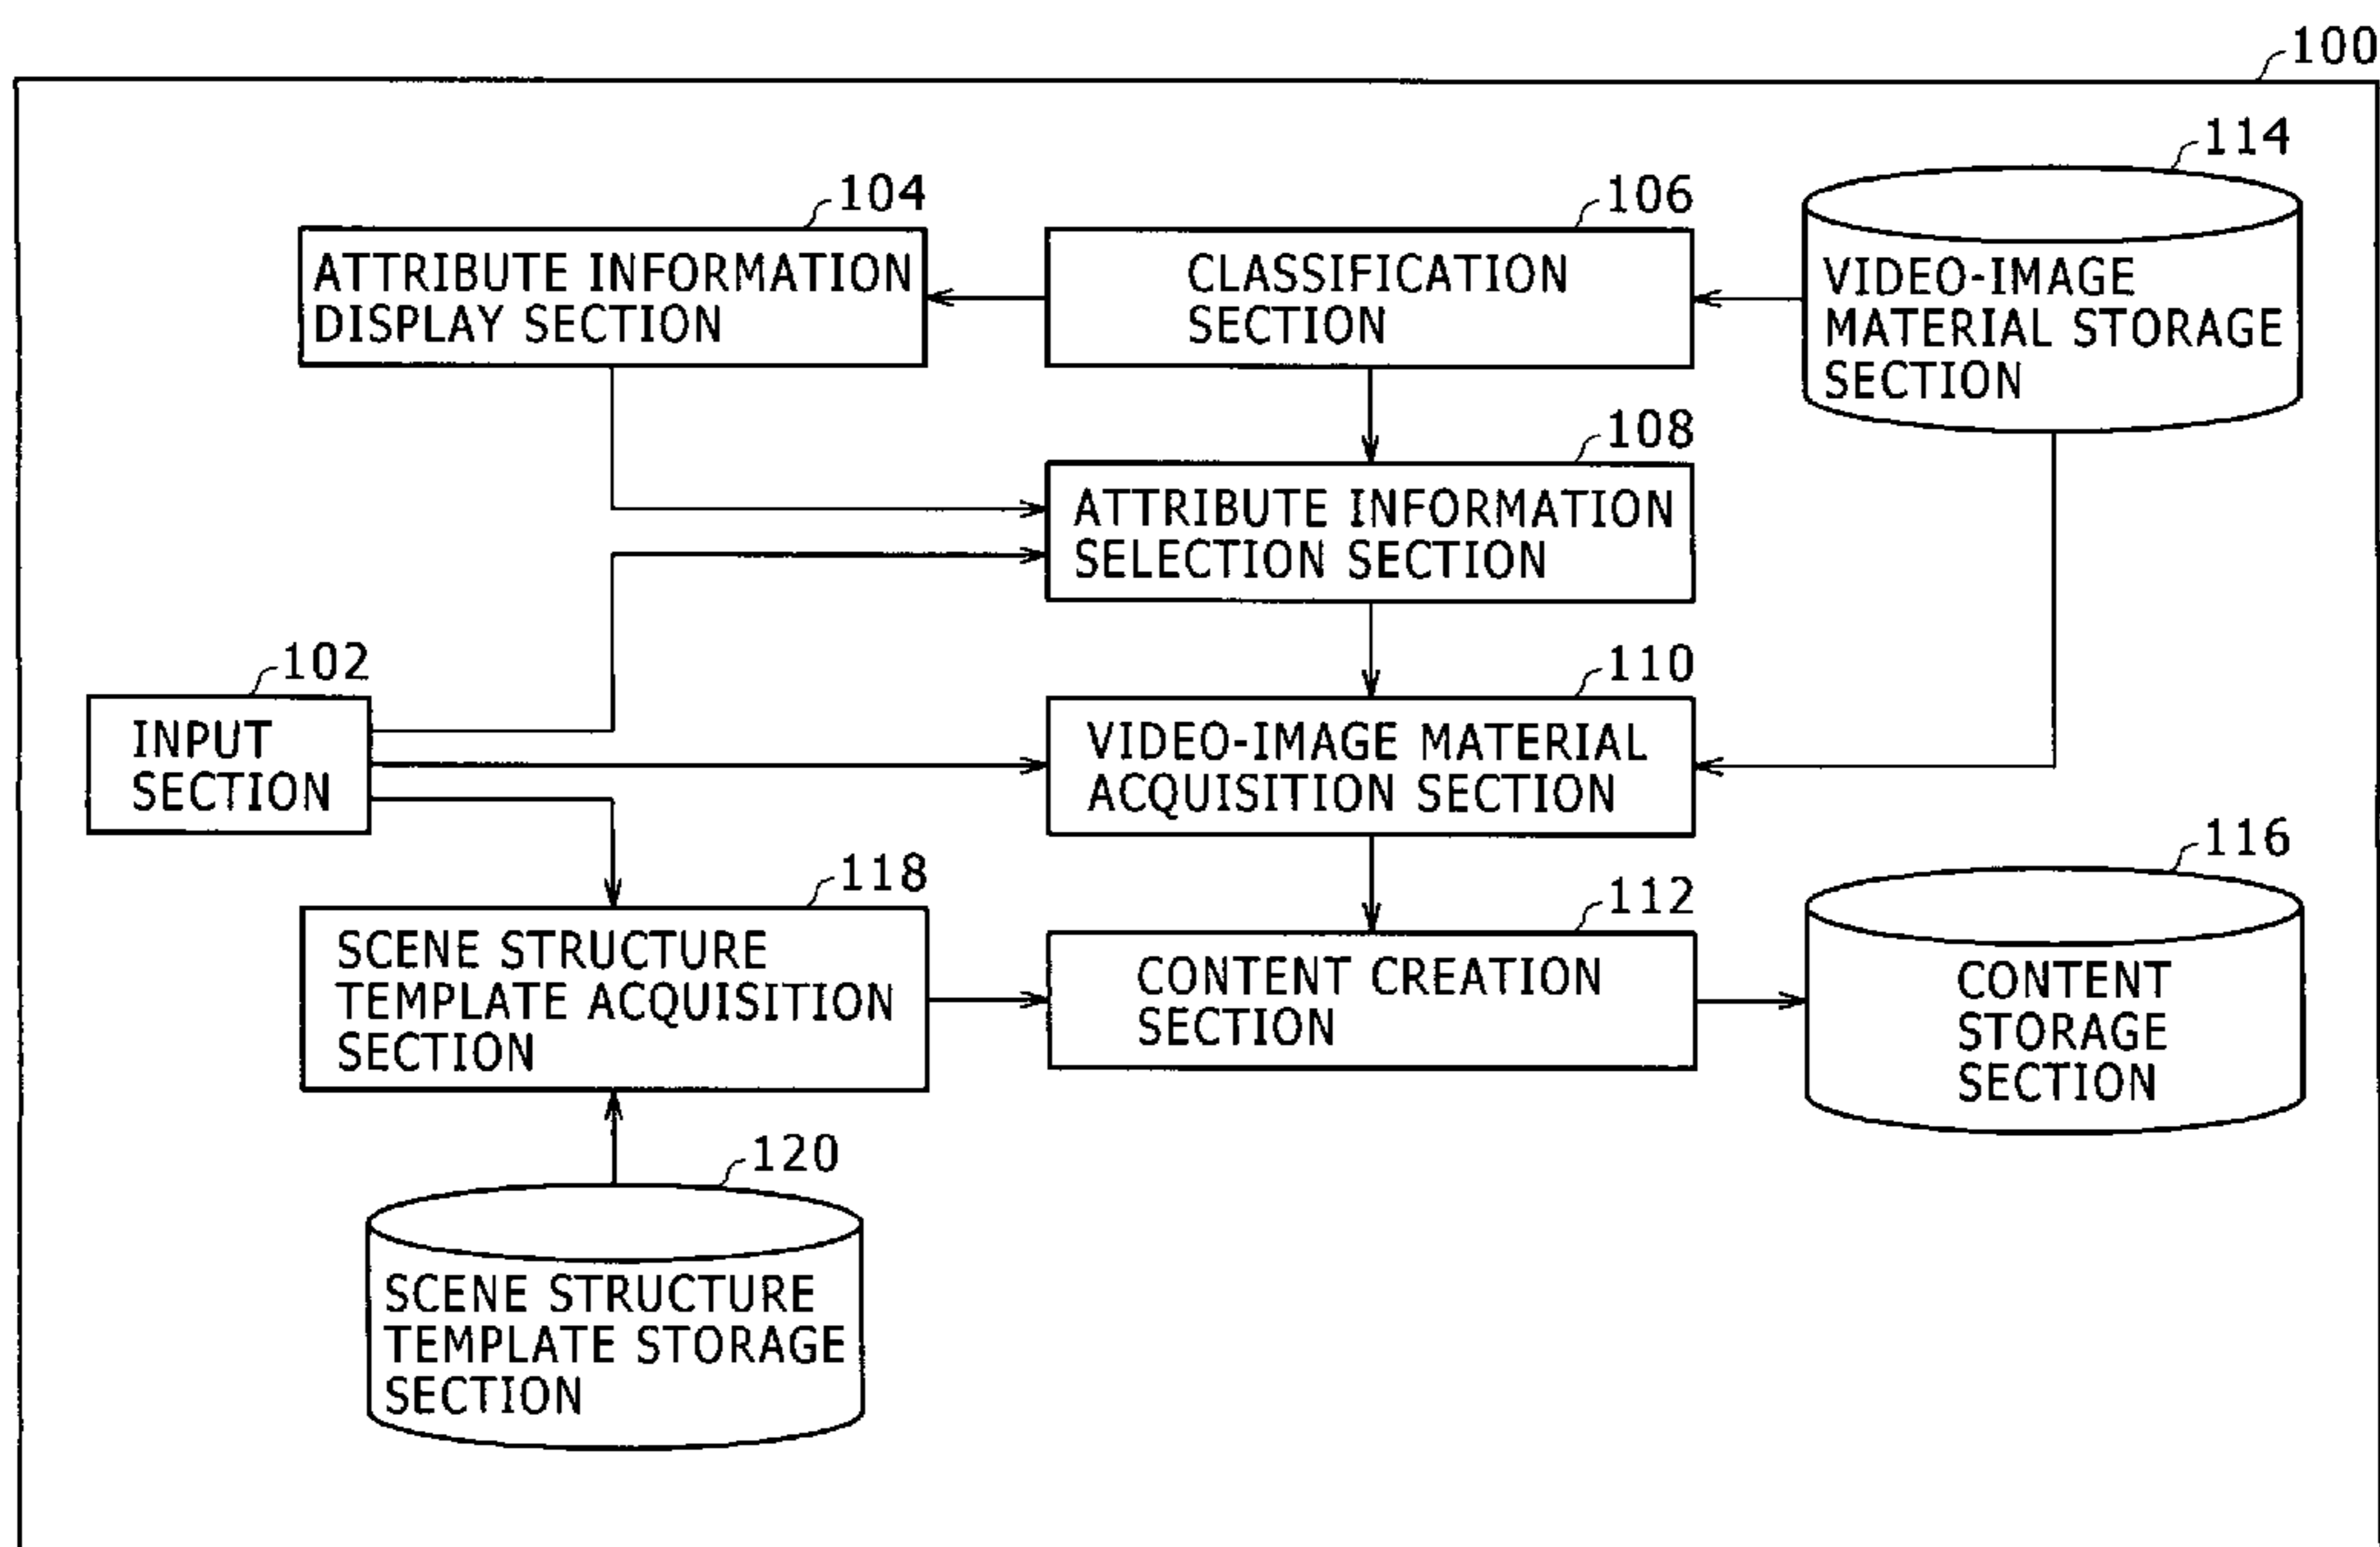 100
114
104
106
ATTRIBUTE INFORMATION
DISPLAY SECTION
CLASSIFICATION
SECTION
VIDEO-IMAGE
MATERIAL STORAGE
SECTION
108
ATTRIBUTE INFORMATION
SELECTION SECTION
102
110
INPUT
SECTION
VIDEO-IMAGE MATERIAL
ACQUISITION SECTION
116
118
112
SCENE STRUCTURE
TEMPLATE ACQUISITION
SECTION
CONTENT CREATION
SECTION
CONTENT
STORAGE
SECTION
120
SCENE STRUCTURE
TEMPLATE STORAGE
SECTION